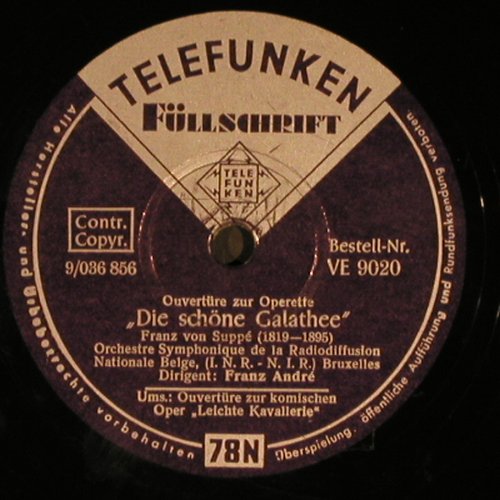 TELEFUNKEN
FÜLLSCHRIFT
TELE
FUN
KEN
Contr.
Copyr.
9/036 856
Bestell-Nr.
VE 9020
Ouvertüre zur Operette
„Die schöne Galathee“
Franz von Suppé (1819—1895)
Orchestre Symphonique de la Radiodiffusion
Nationale Belge, (I. N. R. - N. I. R.) Bruxelles
Dirigent: Franz André
Ums.: Ouvertüre zur komischen
Oper „Leichte Kavallerie“
78N
Alle Hersteller- und Urheberrechte vorbehalten
Überspielung, öffentliche Aufführung und Rundfunksendung verboten.